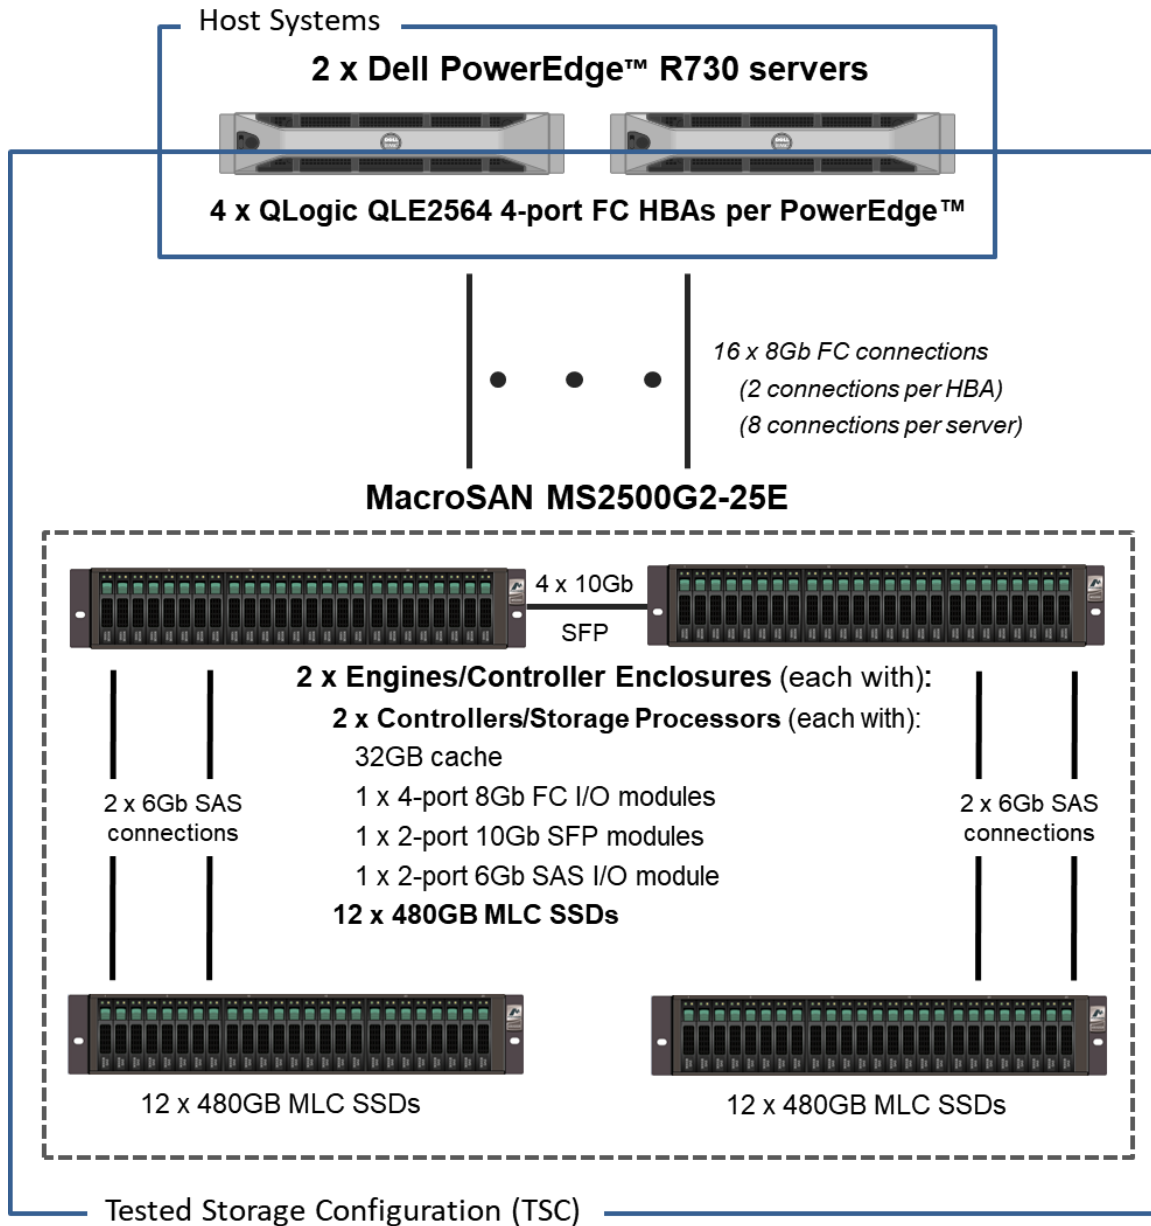 Host Systems
2 x Dell PowerEdge™ R730 servers
4 x QLogic QLE2564 4-port FC HBAs per PowerEdge™
16 x 8Gb FC connections
(2 connections per HBA)
(8 connections per server)
MacroSAN MS2500G2-25E
4 x 10Gb
SFP
2 x Engines/Controller Enclosures (each with):
2 x Controllers/Storage Processors (each with):
32GB cache
1 x 4-port 8Gb FC I/O modules
1 x 2-port 10Gb SFP modules
1 x 2-port 6Gb SAS I/O module
12 x 480GB MLC SSDs
2 x 6Gb SAS
connections
2 x 6Gb SAS
connections
12 x 480GB MLC SSDs
12 x 480GB MLC SSDs
Tested Storage Configuration (TSC)